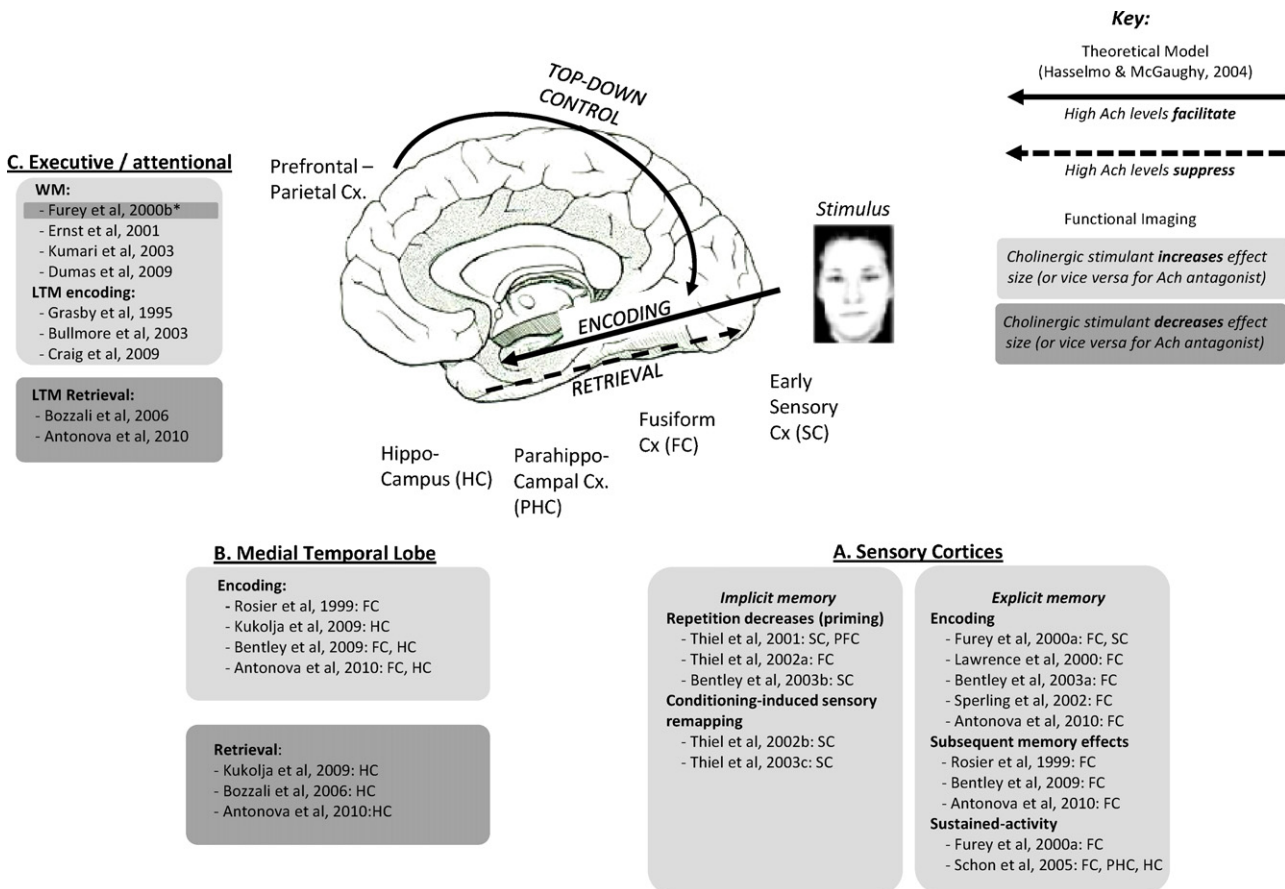 Key:
Theoretical Model
(Hasselmo & McGaughy, 2004)
High Ach levels facilitate
High Ach levels suppress
Functional Imaging
Cholinergic stimulant increases effect
size (or vice versa for Ach antagonist)
Cholinergic stimulant decreases effect
size (or vice versa for Ach antagonist)
TOP-DOWN
CONTROL
Prefrontal –
Parietal Cx.
Stimulus
ENCODING
RETRIEVAL
Early
Sensory
Cx (SC)
Fusiform
Cx (FC)
Parahippo-
Campal Cx.
(PHC)
Hippo-
Campus (HC)
C. Executive / attentional
WM:
- Furey et al, 2000b*
- Ernst et al, 2001
- Kumari et al, 2003
- Dumas et al, 2009
LTM encoding:
- Grasby et al, 1995
- Bullmore et al, 2003
- Craig et al, 2009
LTM Retrieval:
- Bozzali et al, 2006
- Antonova et al, 2010
B. Medial Temporal Lobe
Encoding:
- Rosier et al, 1999: FC
- Kukolja et al, 2009: HC
- Bentley et al, 2009: FC, HC
- Antonova et al, 2010: FC, HC
Retrieval:
- Kukolja et al, 2009: HC
- Bozzali et al, 2006: HC
- Antonova et al, 2010:HC
A. Sensory Cortices
Implicit memory
Repetition decreases (priming)
- Thiel et al, 2001: SC, PFC
- Thiel et al, 2002a: FC
- Bentley et al, 2003b: SC
Conditioning-induced sensory
remapping
- Thiel et al, 2002b: SC
- Thiel et al, 2003c: SC
Explicit memory
Encoding
- Furey et al, 2000a: FC, SC
- Lawrence et al, 2000: FC
- Bentley et al, 2003a: FC
- Sperling et al, 2002: FC
- Antonova et al, 2010: FC
Subsequent memory effects
- Rosier et al, 1999: FC
- Bentley et al, 2009: FC
- Antonova et al, 2010: FC
Sustained-activity
- Furey et al, 2000a: FC
- Schon et al, 2005: FC, PHC, HC